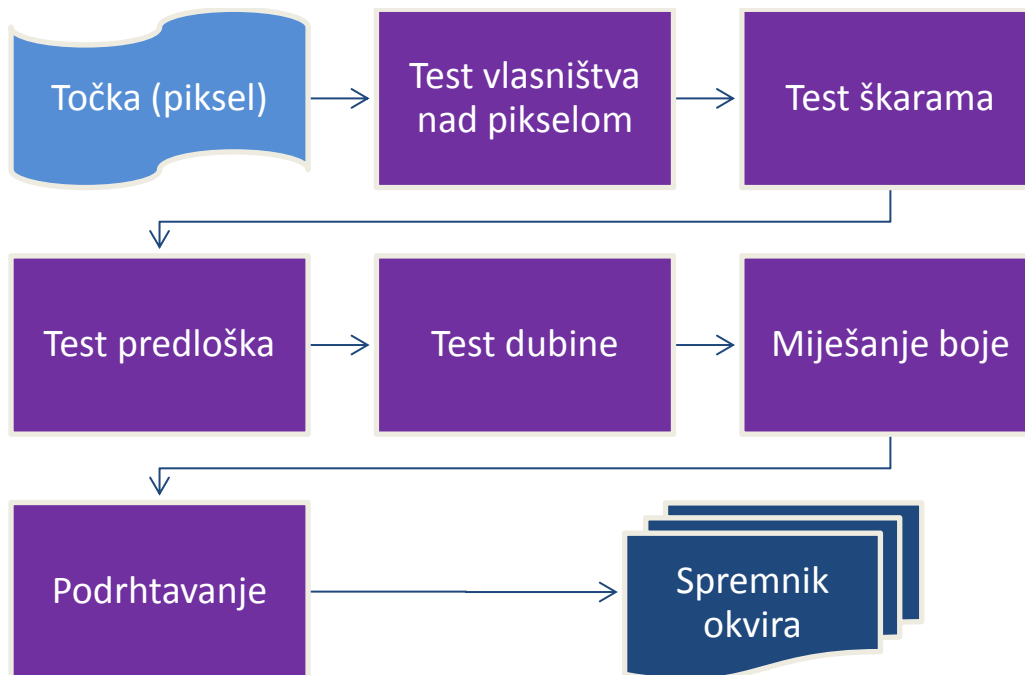 Točka (piksel)
Test vlasništva
nad pikselom
Test škarama
Test predloška
Test dubine
Miješanje boje
Podrhtavanje
Spremnik
okvira